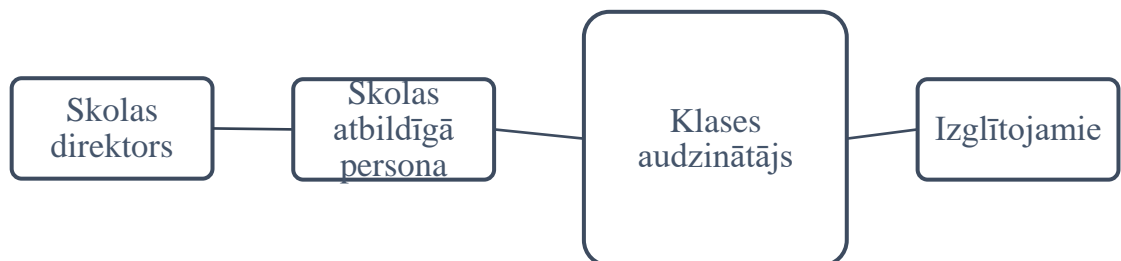 Skolas
direktors
Skolas
atbildīgā
persona
Klases
audzinātājs
Izglītojamie